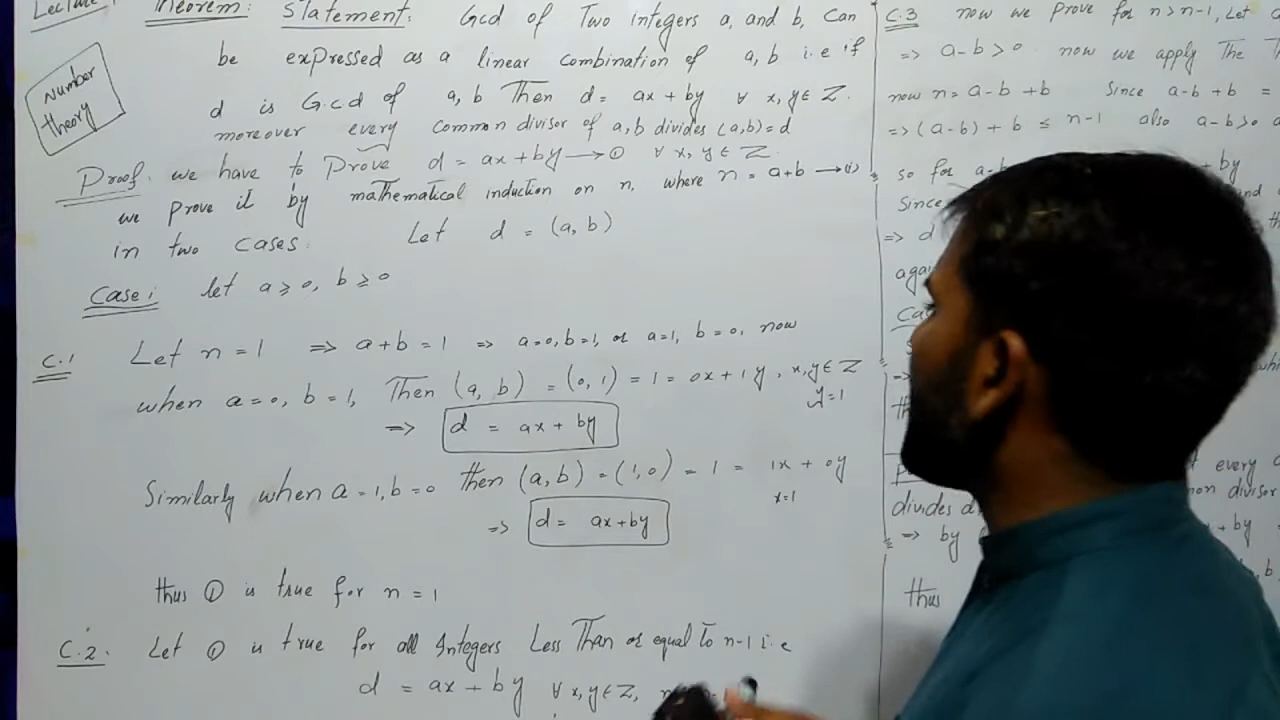 Lecture
Theorem: Statement: Gcd of Two Integers a, and b, can
be expressed as a linear combination of a, b i.e if
d is G.cd of a, b Then d = ax + by ∀ x, y ∈ Z.
moreover every common divisor of a, b divides (a,b) = d
Number
theory
Proof: we have to Prove d = ax + by → ① ∀ x, y ∈ Z
we prove it by mathematical induction on n, where n = a+b → (i)
in two cases: Let d = (a, b)
Case i let a ≥ 0, b ≥ 0
C.1 Let n = 1 ⇒ a + b = 1 ⇒ a=0, b=1, or a=1, b=0, now
when a = 0, b = 1, Then (a, b) = (0, 1) = 1 = 0x + 1y, x, y ∈ Z
y = 1
⇒ d = ax + by
Similarly when a = 1, b = 0 then (a, b) = (1, 0) = 1 = 1x + 0y
x=1
⇒ d = ax + by
thus ① is true for n = 1
C.2. Let ① is true for all Integers Less Than or equal to n-1 i.e
d = ax + by ∀ x, y ∈ Z,
C.3 now we Prove for n > n-1, Let
⇒ a-b > 0 now we apply The
now n = a-b + b Since a-b + b =
⇒ (a-b) + b ≤ n-1 also a-b > 0
so for a-b
+ by
Since
and
⇒ d
again
⇒
every
divides d
divisor
⇒ by
+ by
thus